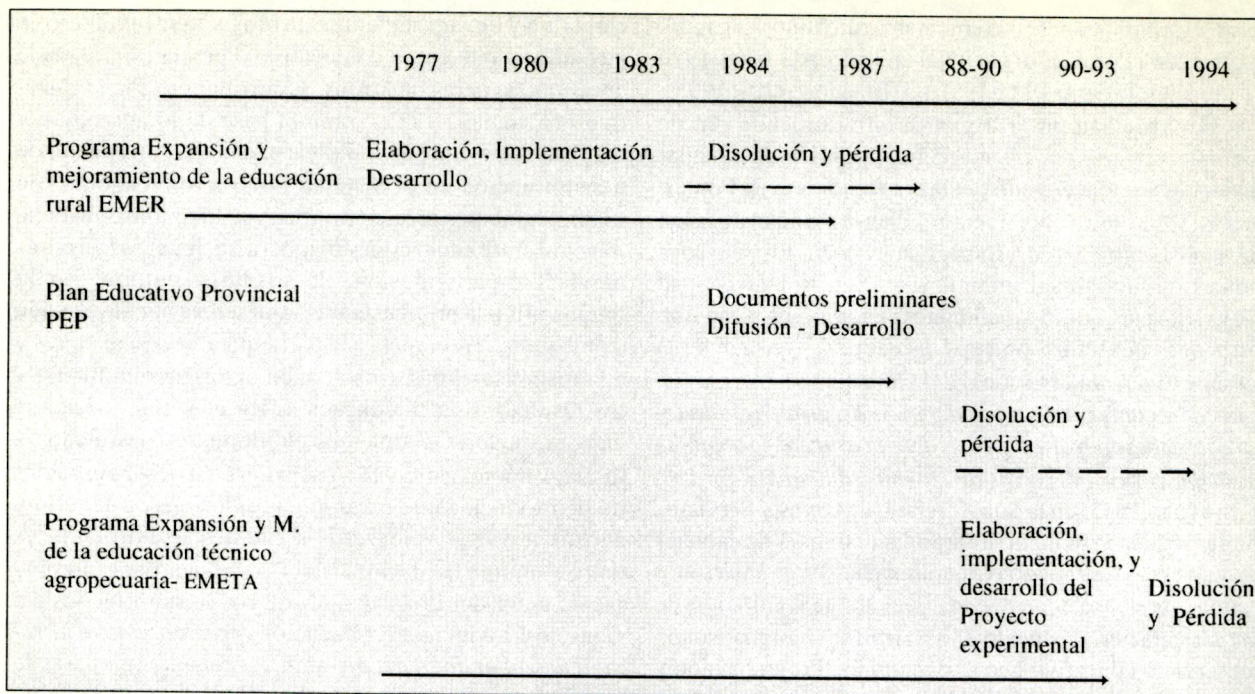 1977 1980 1983 1984 1987 88-90 90-93 1994
Programa Expansión y
mejoramiento de la educación
rural EMER
Elaboración, Implementación
Desarrollo
Disolución y pérdida
Plan Educativo Provincial
PEP
Documentos preliminares
Difusión - Desarrollo
Disolución y
pérdida
Programa Expansión y M.
de la educación técnico
agropecuaria- EMETA
Elaboración,
implementación, y
desarrollo del
Proyecto
experimental
Disolución
y Pérdida